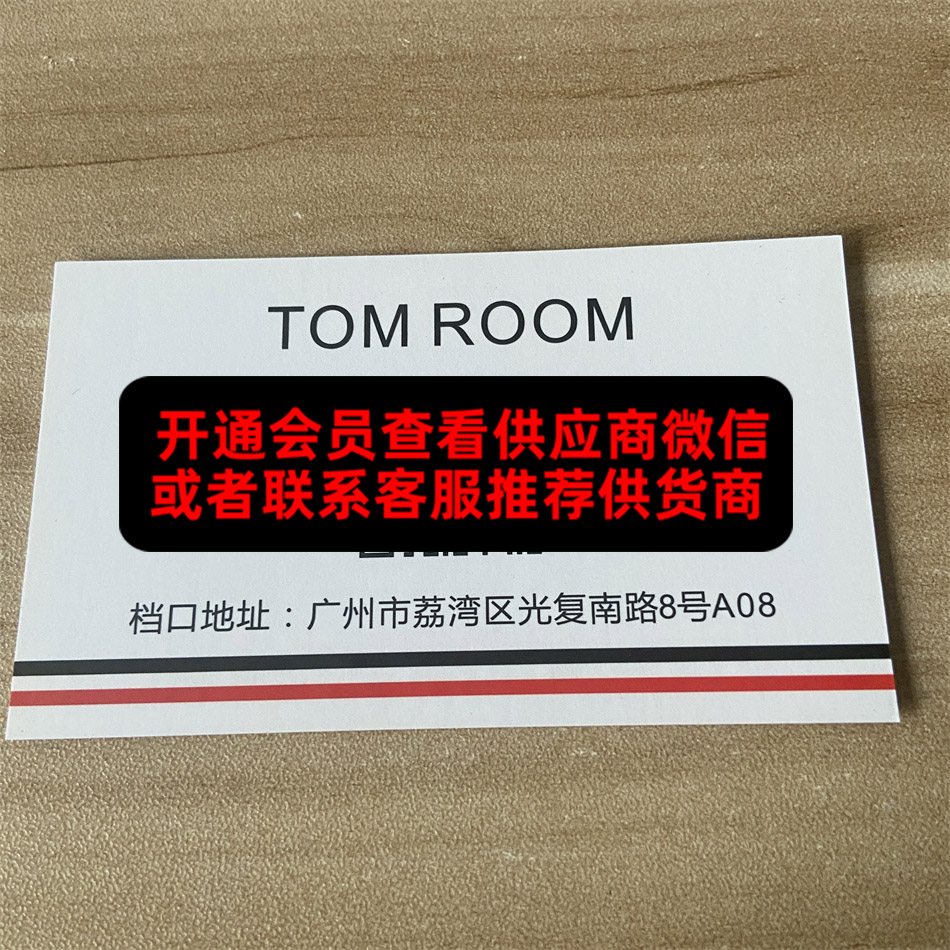 TOM ROOM
开通会员查看供应商微信
或者联系客服推荐供货商
档口地址：广州市荔湾区光复南路8号A08